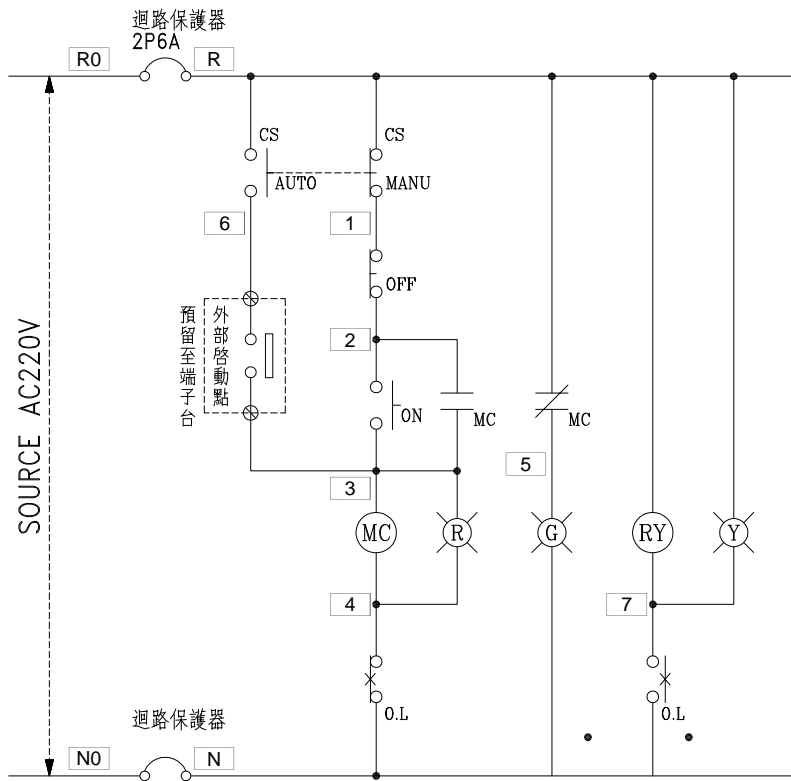 迴路保護器
2P6A
R0
R
CS
CS
AUTO
MANU
6
1
OFF
預留至端子台
外部啓動點
2
ON
MC
MC
5
3
MC
R
G
RY
Y
4
7
O.L
O.L
SOURCE AC220V
迴路保護器
N0
N